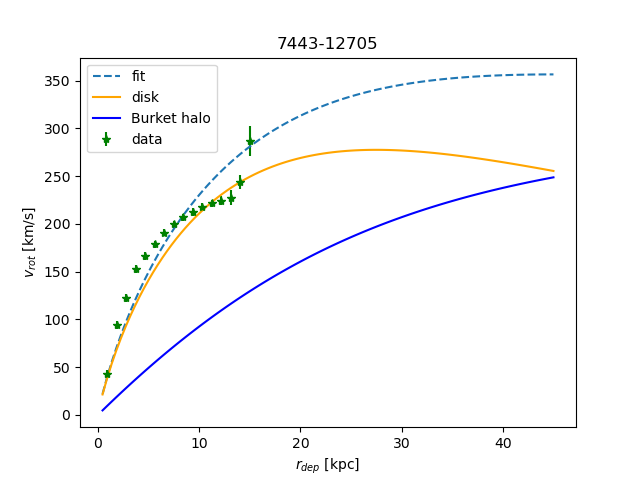 7443-12705
fit
disk
Burket halo
data
350
300
250
200
150
100
50
0
v_rot [km/s]
0 10 20 30 40
r_dep [kpc]